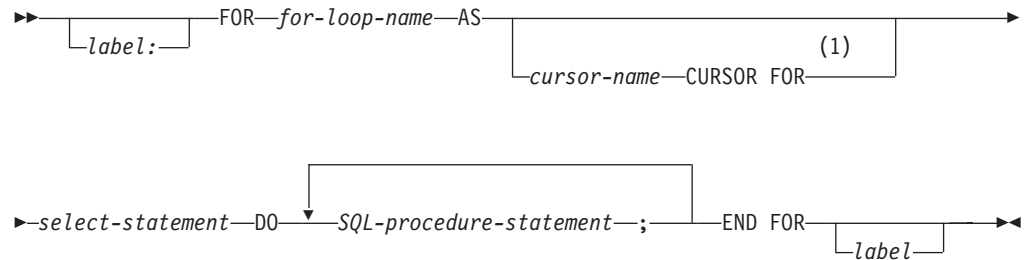 FOR for-loop-name AS
label:
(1)
cursor-name CURSOR FOR
select-statement DO SQL-procedure-statement ; END FOR
label